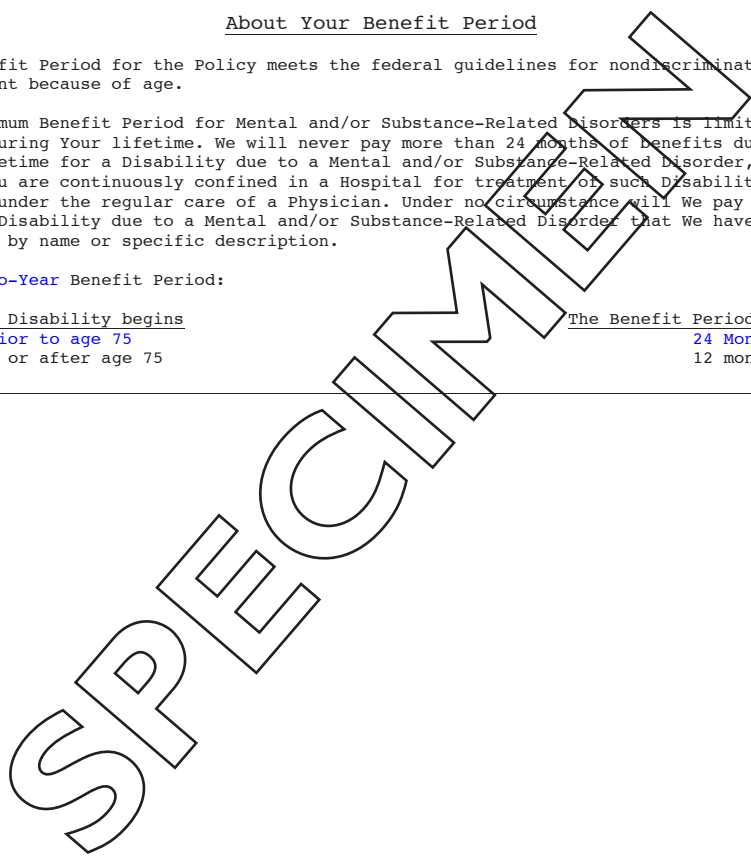 About Your Benefit Period
fit Period for the Policy meets the federal guidelines for nondiscriminat
nt because of age.
mum Benefit Period for Mental and/or Substance-Related Disorders is limit
uring Your lifetime. We will never pay more than 24 months of benefits du
etime for a Disability due to a Mental and/or Substance-Related Disorder,
u are continuously confined in a Hospital for treatment of such Disabilit
under the regular care of a Physician. Under no circumstance will We pay
Disability due to a Mental and/or Substance-Related Disorder that We have
by name or specific description.
o-Year Benefit Period:
Disability begins The Benefit Period
ior to age 75 24 Mon
or after age 75 12 mon
SPECIMEN